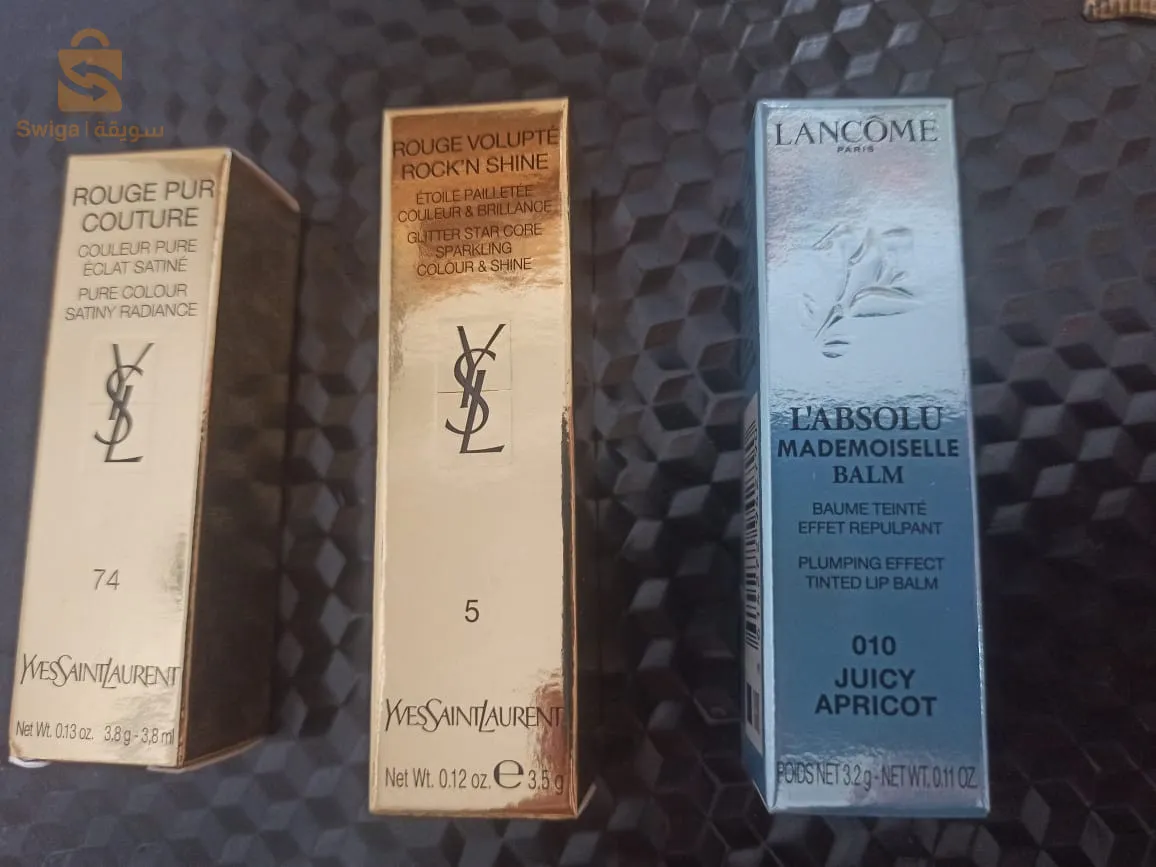 Swiga | سويقة
ROUGE PUR
COUTURE
COULEUR PURE
ÉCLAT SATINÉ
PURE COLOUR
SATINY RADIANCE
YSL
74
YVESSAINTLAURENT
Net Wt. 0.13 oz. 3.8 g - 3,8 ml
ROUGE VOLUPTÉ
ROCK'N SHINE
ÉTOILE PAILLETÉE
COULEUR & BRILLANCE
GLITTER STAR CORE
SPARKLING
COLOUR & SHINE
YSL
5
YVESSAINTLAURENT
Net Wt. 0.12 oz. e 3.5 g
LANCÔME
PARIS
L'ABSOLU
MADEMOISELLE
BALM
BAUME TEINTÉ
EFFET REPULPANT
PLUMPING EFFECT
TINTED LIP BALM
010
JUICY
APRICOT
POIDS NET 3.2 g - NET WT. 0.11 OZ.